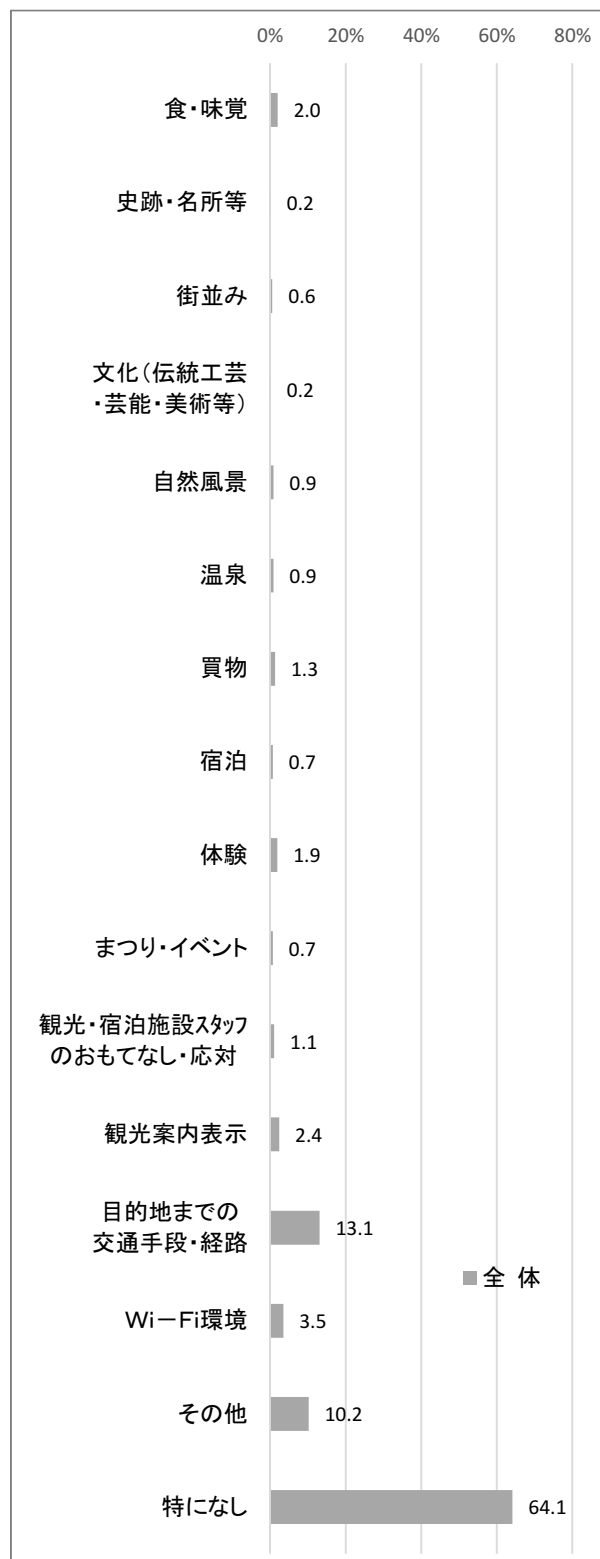 0% 20% 40% 60% 80%
食・味覚 2.0
史跡・名所等 0.2
街並み 0.6
文化（伝統工芸
・芸能・美術等） 0.2
自然風景 0.9
温泉 0.9
買物 1.3
宿泊 0.7
体験 1.9
まつり・イベント 0.7
観光・宿泊施設ｽﾀｯﾌ
のおもてなし・応対 1.1
観光案内表示 2.4
目的地までの
交通手段・経路 13.1
全 体
Ｗｉ－Ｆｉ環境 3.5
その他 10.2
特になし 64.1